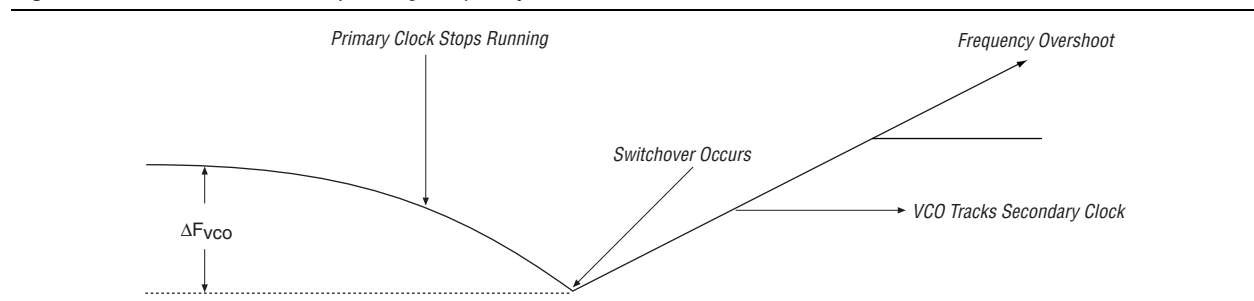 Primary Clock Stops Running
Frequency Overshoot
Switchover Occurs
VCO Tracks Secondary Clock
ΔFvco